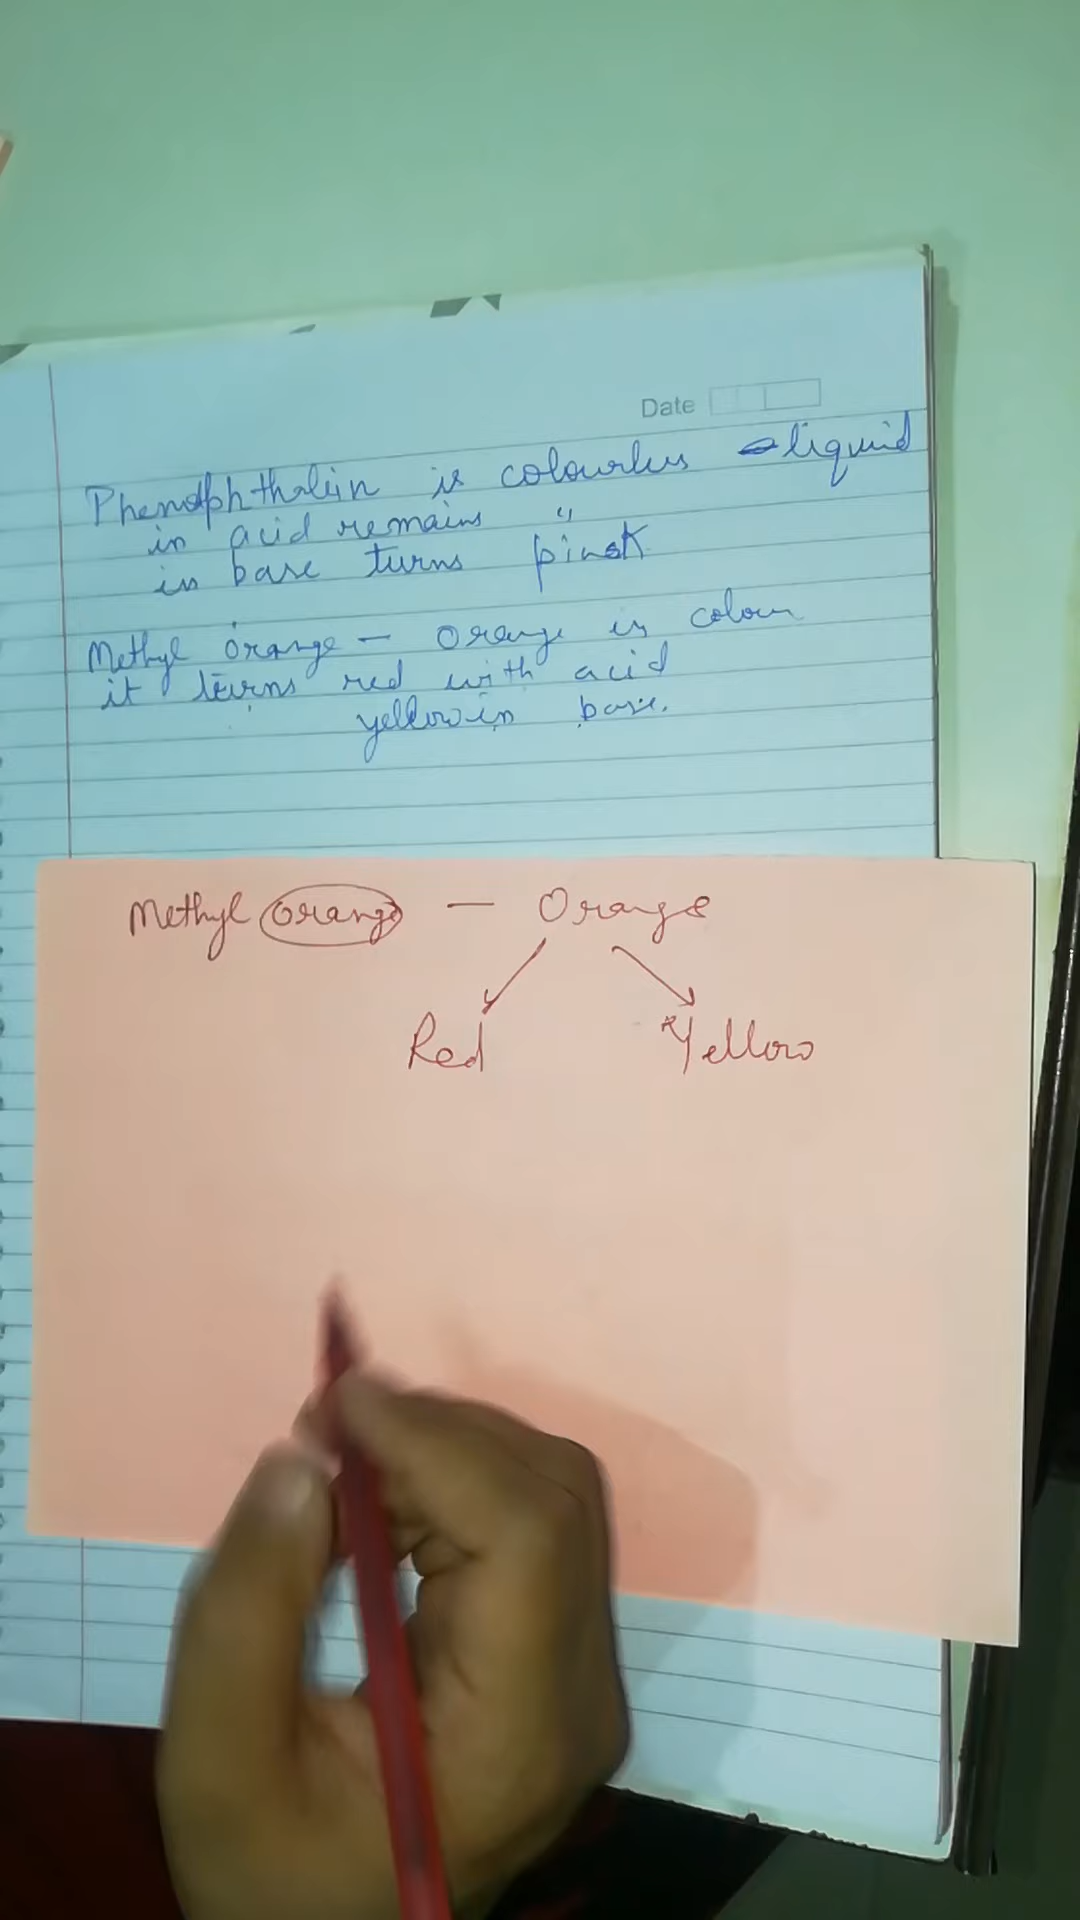 Date
Phenolphthalein is colourless liquid
in acid remains "
in base turns pink
Methyl orange - Orange is colour
it turns red with acid
yellow in base.
Methyl orange - Orange
Red Yellow